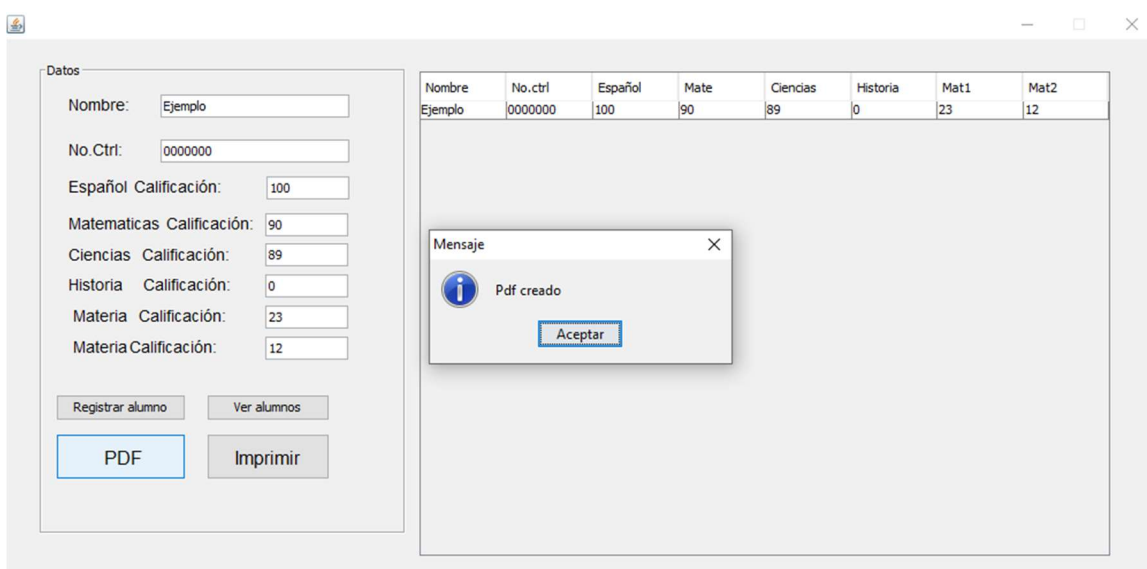 Datos
Nombre: Ejemplo
No.Ctrl: 0000000
Español Calificación: 100
Matematicas Calificación: 90
Ciencias Calificación: 89
Historia Calificación: 0
Materia Calificación: 23
Materia Calificación: 12
Registrar alumno Ver alumnos
PDF Imprimir
Nombre No.ctrl Español Mate Ciencias Historia Mat1 Mat2
Ejemplo 0000000 100 90 89 0 23 12
Mensaje
Pdf creado
Aceptar